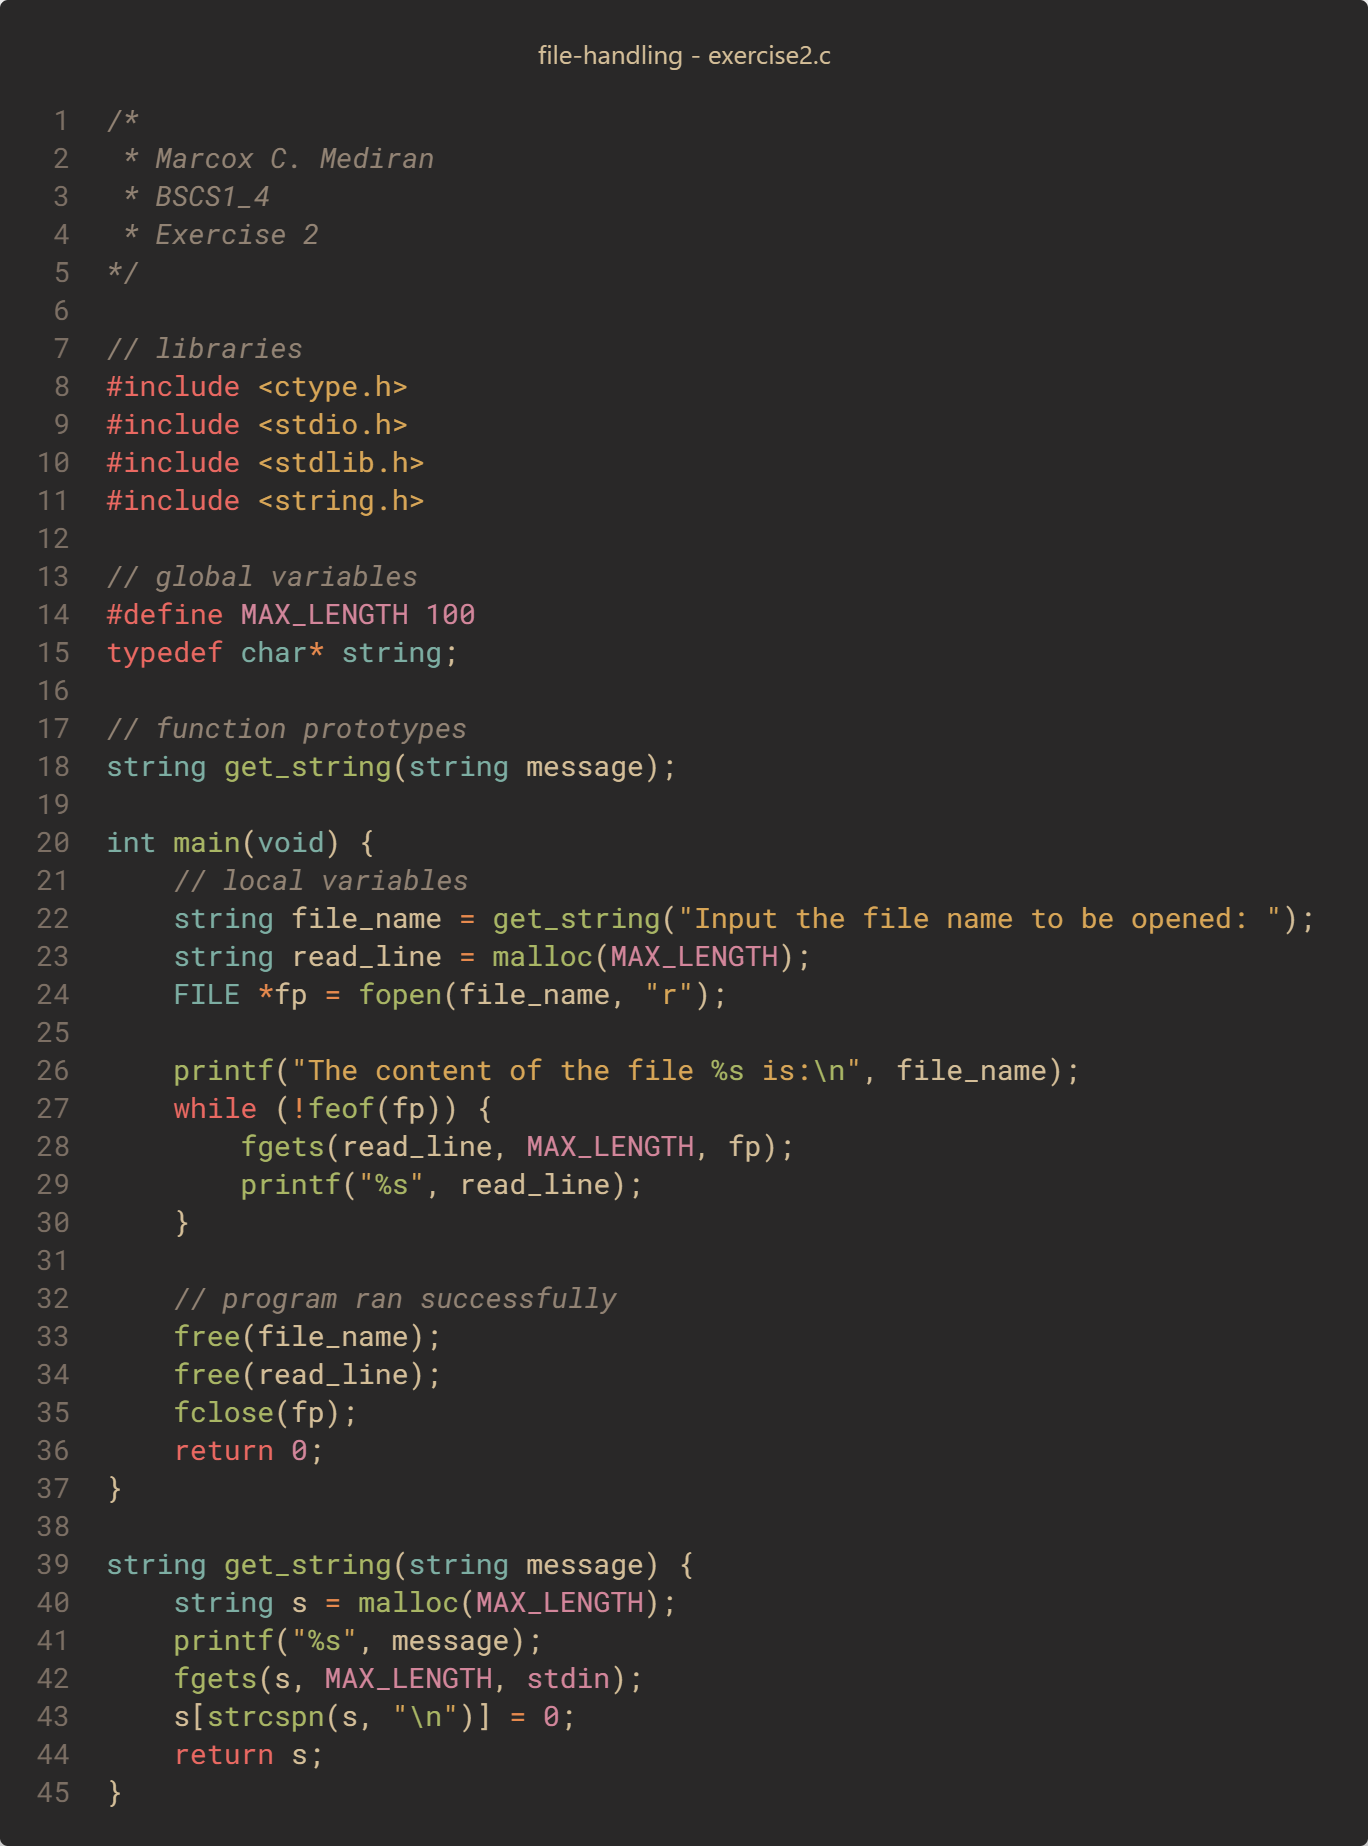 file-handling - exercise2.c
1 /*
2  * Marcox C. Mediran
3  * BSCS1_4
4  * Exercise 2
5 */
6
7 // libraries
8 #include <ctype.h>
9 #include <stdio.h>
10 #include <stdlib.h>
11 #include <string.h>
12
13 // global variables
14 #define MAX_LENGTH 100
15 typedef char* string;
16
17 // function prototypes
18 string get_string(string message);
19
20 int main(void) {
21     // local variables
22     string file_name = get_string("Input the file name to be opened: ");
23     string read_line = malloc(MAX_LENGTH);
24     FILE *fp = fopen(file_name, "r");
25
26     printf("The content of the file %s is:\n", file_name);
27     while (!feof(fp)) {
28         fgets(read_line, MAX_LENGTH, fp);
29         printf("%s", read_line);
30     }
31
32     // program ran successfully
33     free(file_name);
34     free(read_line);
35     fclose(fp);
36     return 0;
37 }
38
39 string get_string(string message) {
40     string s = malloc(MAX_LENGTH);
41     printf("%s", message);
42     fgets(s, MAX_LENGTH, stdin);
43     s[strcspn(s, "\n")] = 0;
44     return s;
45 }